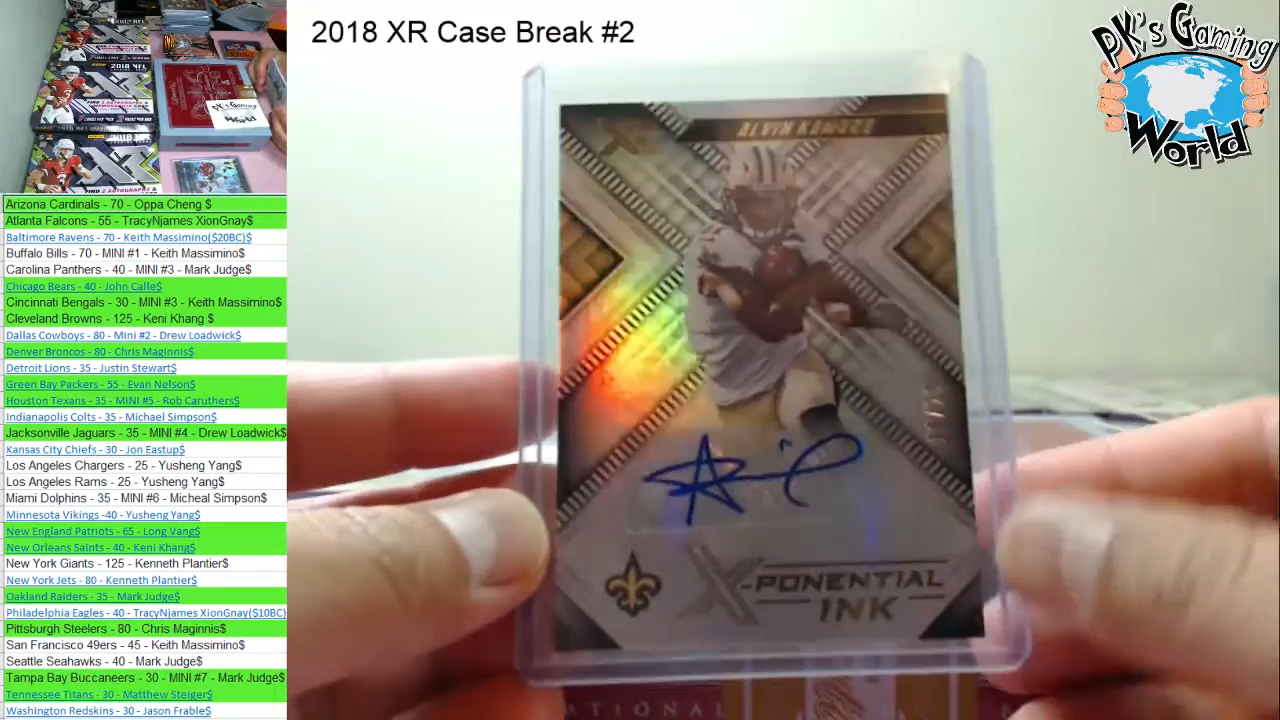 2018 XR Case Break #2
PK's Gaming
World
2018 NFL
Arizona Cardinals - 70 - Oppa Cheng $
Atlanta Falcons - 55 - TracyNjames XionGnay$
Baltimore Ravens - 70 - Keith Massimino($20BC)$
Buffalo Bills - 70 - MINI #1 - Keith Massimino$
Carolina Panthers - 40 - MINI #3 - Mark Judge$
Chicago Bears - 40 - John Calle$
Cincinnati Bengals - 30 - MINI #3 - Keith Massimino$
Cleveland Browns - 125 - Keni Khang $
Dallas Cowboys - 80 - Mini #2 - Drew Loadwick$
Denver Broncos - 80 - Chris Maginnis$
Detroit Lions - 35 - Justin Stewart$
Green Bay Packers - 55 - Evan Nelson$
Houston Texans - 35 - MINI #5 - Rob Caruthers$
Indianapolis Colts - 35 - Michael Simpson$
Jacksonville Jaguars - 35 - MINI #4 - Drew Loadwick$
Kansas City Chiefs - 30 - Jon Eastup$
Los Angeles Chargers - 25 - Yusheng Yang$
Los Angeles Rams - 25 - Yusheng Yang$
Miami Dolphins - 35 - MINI #6 - Micheal Simpson$
Minnesota Vikings -40 - Yusheng Yang$
New England Patriots - 65 - Long Vang$
New Orleans Saints - 40 - Keni Khang$
New York Giants - 125 - Kenneth Plantier$
New York Jets - 80 - Kenneth Plantier$
Oakland Raiders - 35 - Mark Judge$
Philadelphia Eagles - 40 - TracyNjames XionGnay($10BC)
Pittsburgh Steelers - 80 - Chris Maginnis$
San Francisco 49ers - 45 - Keith Massimino$
Seattle Seahawks - 40 - Mark Judge$
Tampa Bay Buccaneers - 30 - MINI #7 - Mark Judge$
Tennessee Titans - 30 - Matthew Steiger$
Washington Redskins - 30 - Jason Frable$
ALVIN KAMARA
X-PONENTIAL
INK